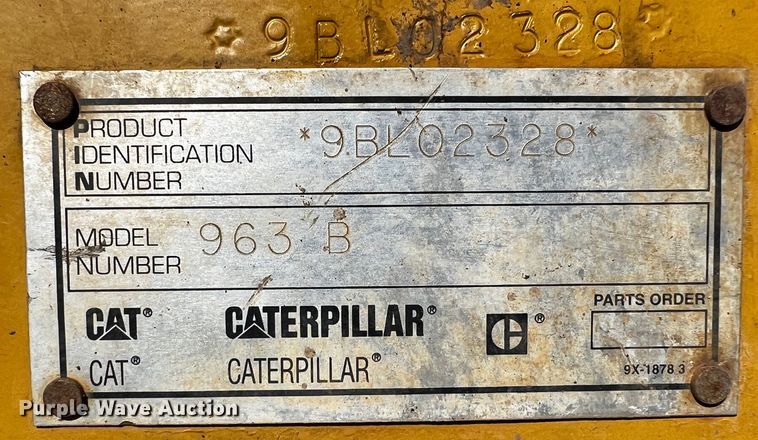 ☆9BL02328☆
PRODUCT
IDENTIFICATION
NUMBER
*9BL02328*
MODEL
NUMBER
963 B
CAT® CATERPILLAR® C®
CAT® CATERPILLAR®
PARTS ORDER
9X-1878 3
Purple Wave Auction